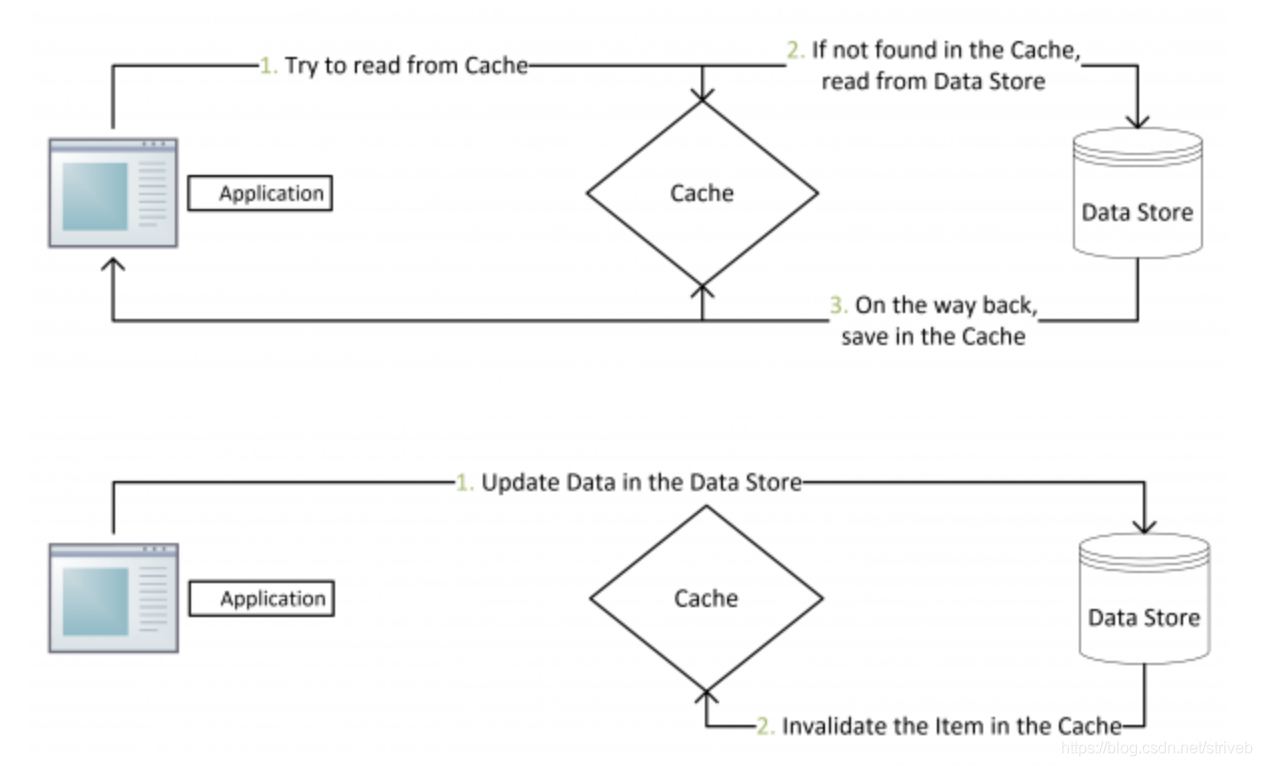 1. Try to read from Cache
2. If not found in the Cache,
read from Data Store
Application
Cache
Data Store
3. On the way back,
save in the Cache
1. Update Data in the Data Store
Application
Cache
Data Store
2. Invalidate the Item in the Cache
https://blog.csdn.net/striveb